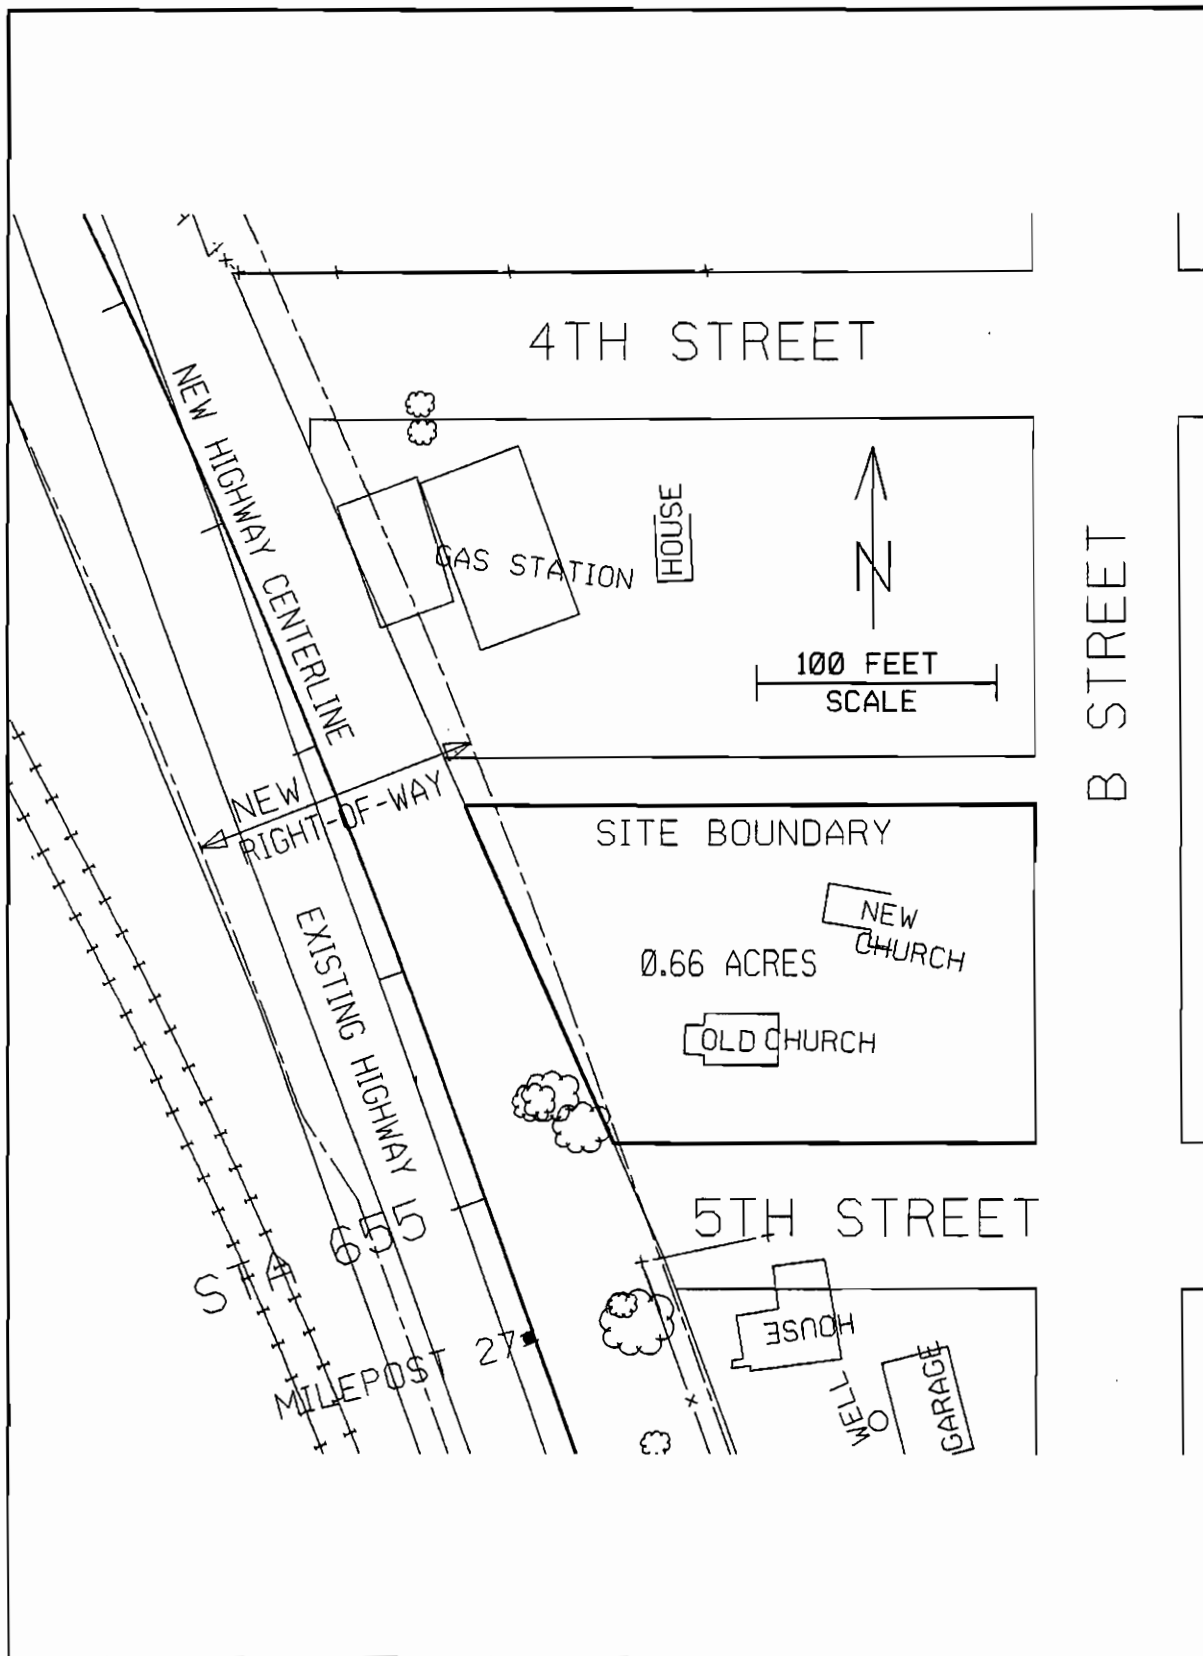 4TH STREET
NEW HIGHWAY CENTERLINE
GAS STATION
HOUSE
N
100 FEET
SCALE
B STREET
NEW
RIGHT-OF-WAY
SITE BOUNDARY
NEW
CHURCH
0.66 ACRES
OLD CHURCH
EXISTING HIGHWAY
5TH STREET
STA 655
HOUSE
MILEPOST 27
WELL
GARAGE